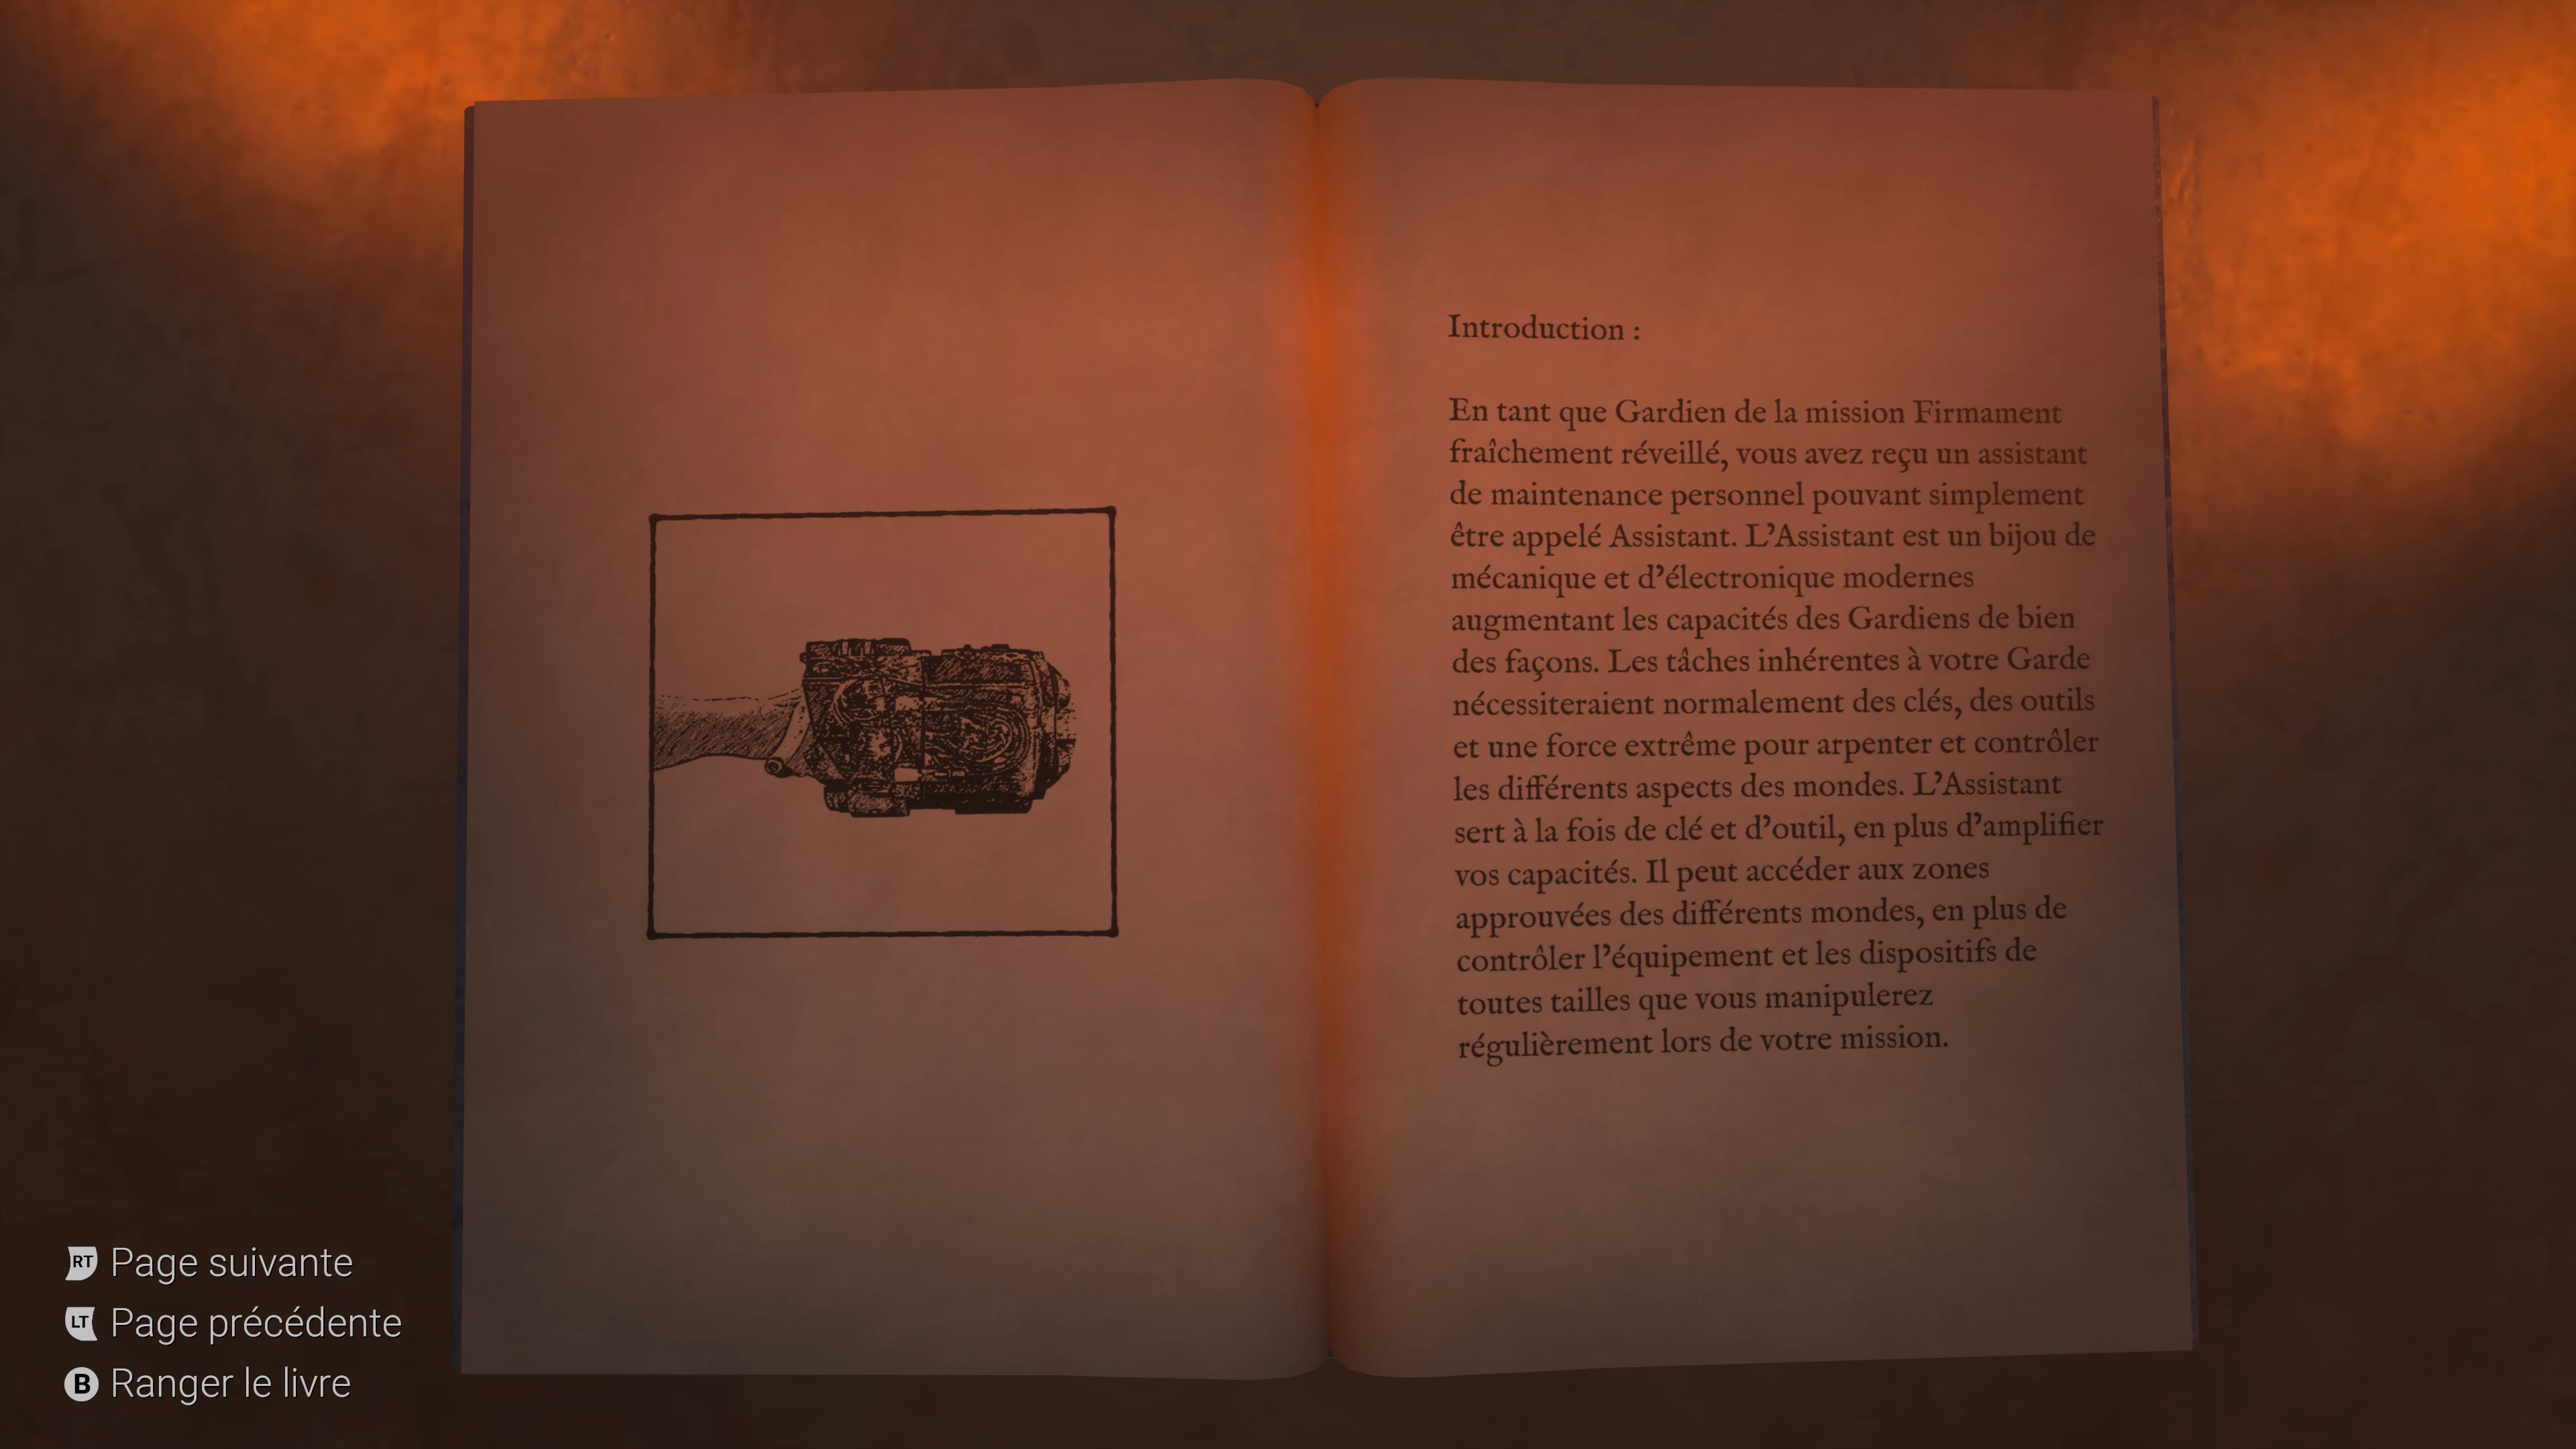 Introduction :
En tant que Gardien de la mission Firmament
fraîchement réveillé, vous avez reçu un assistant
de maintenance personnel pouvant simplement
être appelé Assistant. L’Assistant est un bijou de
mécanique et d’électronique modernes
augmentant les capacités des Gardiens de bien
des façons. Les tâches inhérentes à votre Garde
nécessiteraient normalement des clés, des outils
et une force extrême pour arpenter et contrôler
les différents aspects des mondes. L’Assistant
sert à la fois de clé et d’outil, en plus d’amplifier
vos capacités. Il peut accéder aux zones
approuvées des différents mondes, en plus de
contrôler l’équipement et les dispositifs de
toutes tailles que vous manipulerez
régulièrement lors de votre mission.
RT Page suivante
LT Page précédente
B Ranger le livre